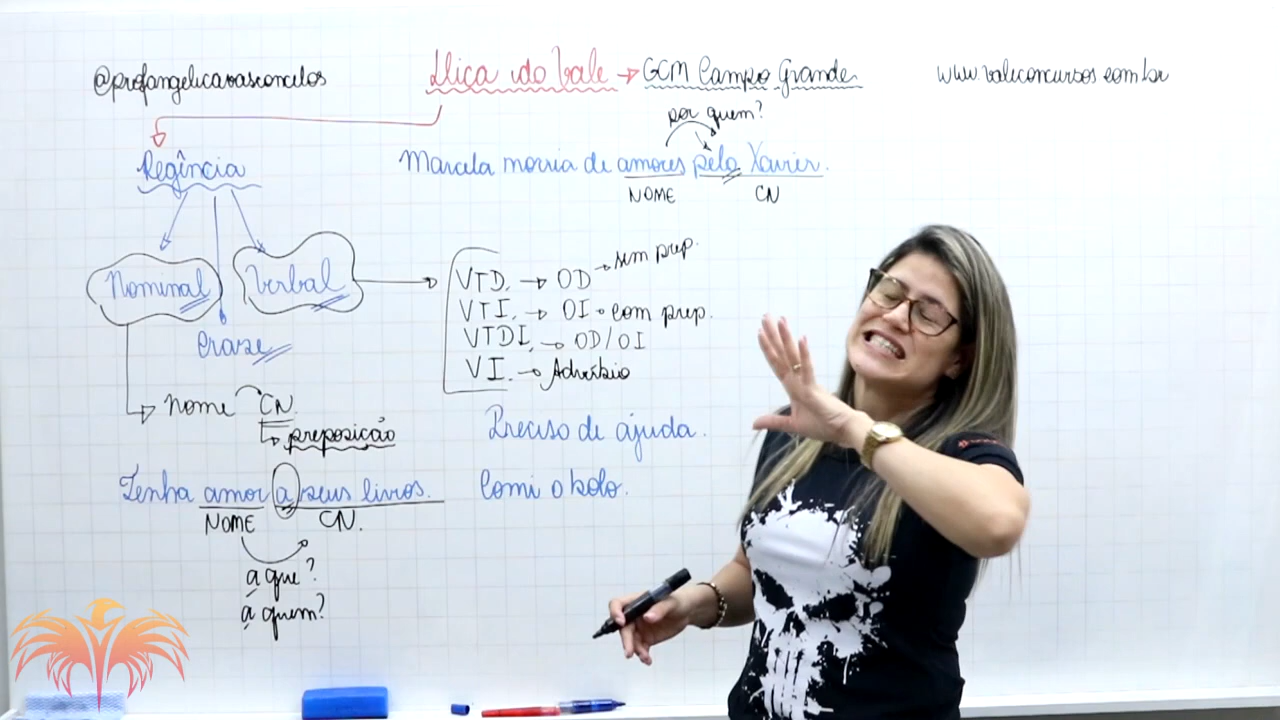 @profangelicavasconcelos
Dica do Vale → GCM Campo Grande
www.valeconcursos.com.br
por quem?
Regência
Marcela morria de amores pelo Xavier.
NOME CN
Nominal Verbal
Crase
VTD. → OD → sem prep.
VTI. → OI → com prep.
VTDI. → OD/OI
VI. → Advérbio
nome CN
preposição
Preciso de ajuda.
Tenha amor a seus livros.
Comi o bolo.
NOME CN.
a que?
a quem?